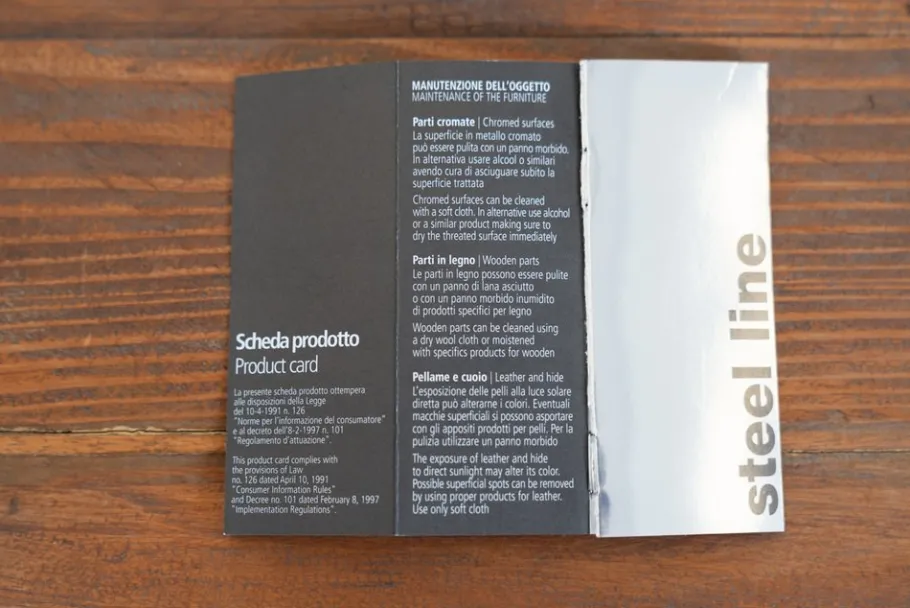 Scheda prodotto
Product card
La presente scheda prodotto ottempera
alle disposizioni della Legge
del 10-4-1991 n. 126
"Norme per l'informazione del consumatore"
e al decreto dell'8-2-1997 n. 101
"Regolamento d'attuazione".
This product card complies with
the provisions of Law
no. 126 dated April 10, 1991
"Consumer Information Rules"
and Decree no. 101 dated February 8, 1997
"Implementation Regulations".
MANUTENZIONE DELL'OGGETTO
MAINTENANCE OF THE FURNITURE
Parti cromate | Chromed surfaces
La superficie in metallo cromato
può essere pulita con un panno morbido.
In alternativa usare alcool o similari
avendo cura di asciuguare subito la
superficie trattata
Chromed surfaces can be cleaned
with a soft cloth. In alternative use alcohol
or a similar product making sure to
dry the threated surface immediately
Parti in legno | Wooden parts
Le parti in legno possono essere pulite
con un panno di lana asciutto
o con un panno morbido inumidito
di prodotti specifici per legno
Wooden parts can be cleaned using
a dry wool cloth or moistened
with specifics products for wooden
Pellame e cuoio | Leather and hide
L'esposizione delle pelli alla luce solare
diretta può alterarne i colori. Eventuali
macchie superficiali si possono asportare
con gli appositi prodotti per pelli. Per la
pulizia utilizzare un panno morbido
The exposure of leather and hide
to direct sunlight may alter its color.
Possible superficial spots can be removed
by using proper products for leather.
Use only soft cloth
steel line